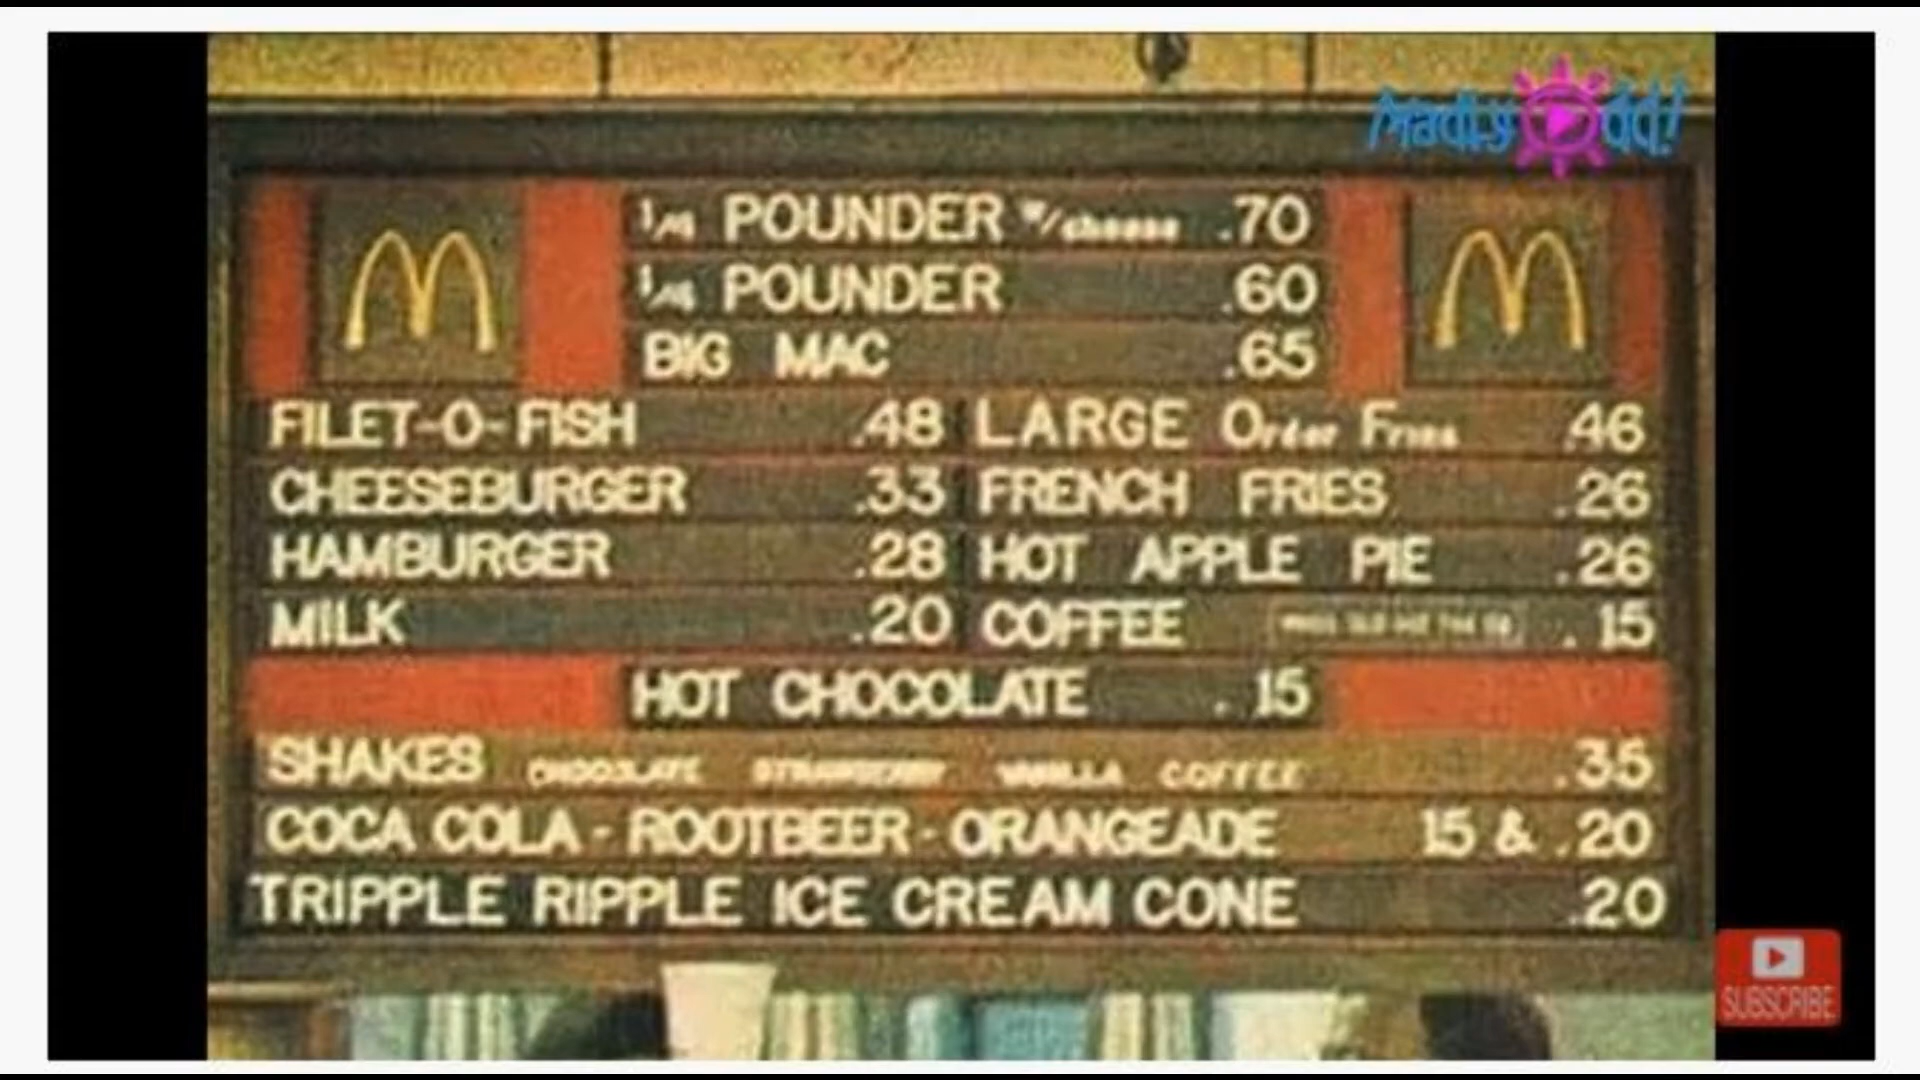 MadLyOdd!
1/4 POUNDER w/cheese .70
1/4 POUNDER .60
BIG MAC .65
FILET-O-FISH .48
CHEESEBURGER .33
HAMBURGER .28
MILK .20
LARGE Order Fries .46
FRENCH FRIES .26
HOT APPLE PIE .26
COFFEE .15
HOT CHOCOLATE .15
SHAKES CHOCOLATE STRAWBERRY VANILLA COFFEE .35
COCA COLA - ROOTBEER - ORANGEADE 15 & .20
TRIPPLE RIPPLE ICE CREAM CONE .20
SUBSCRIBE